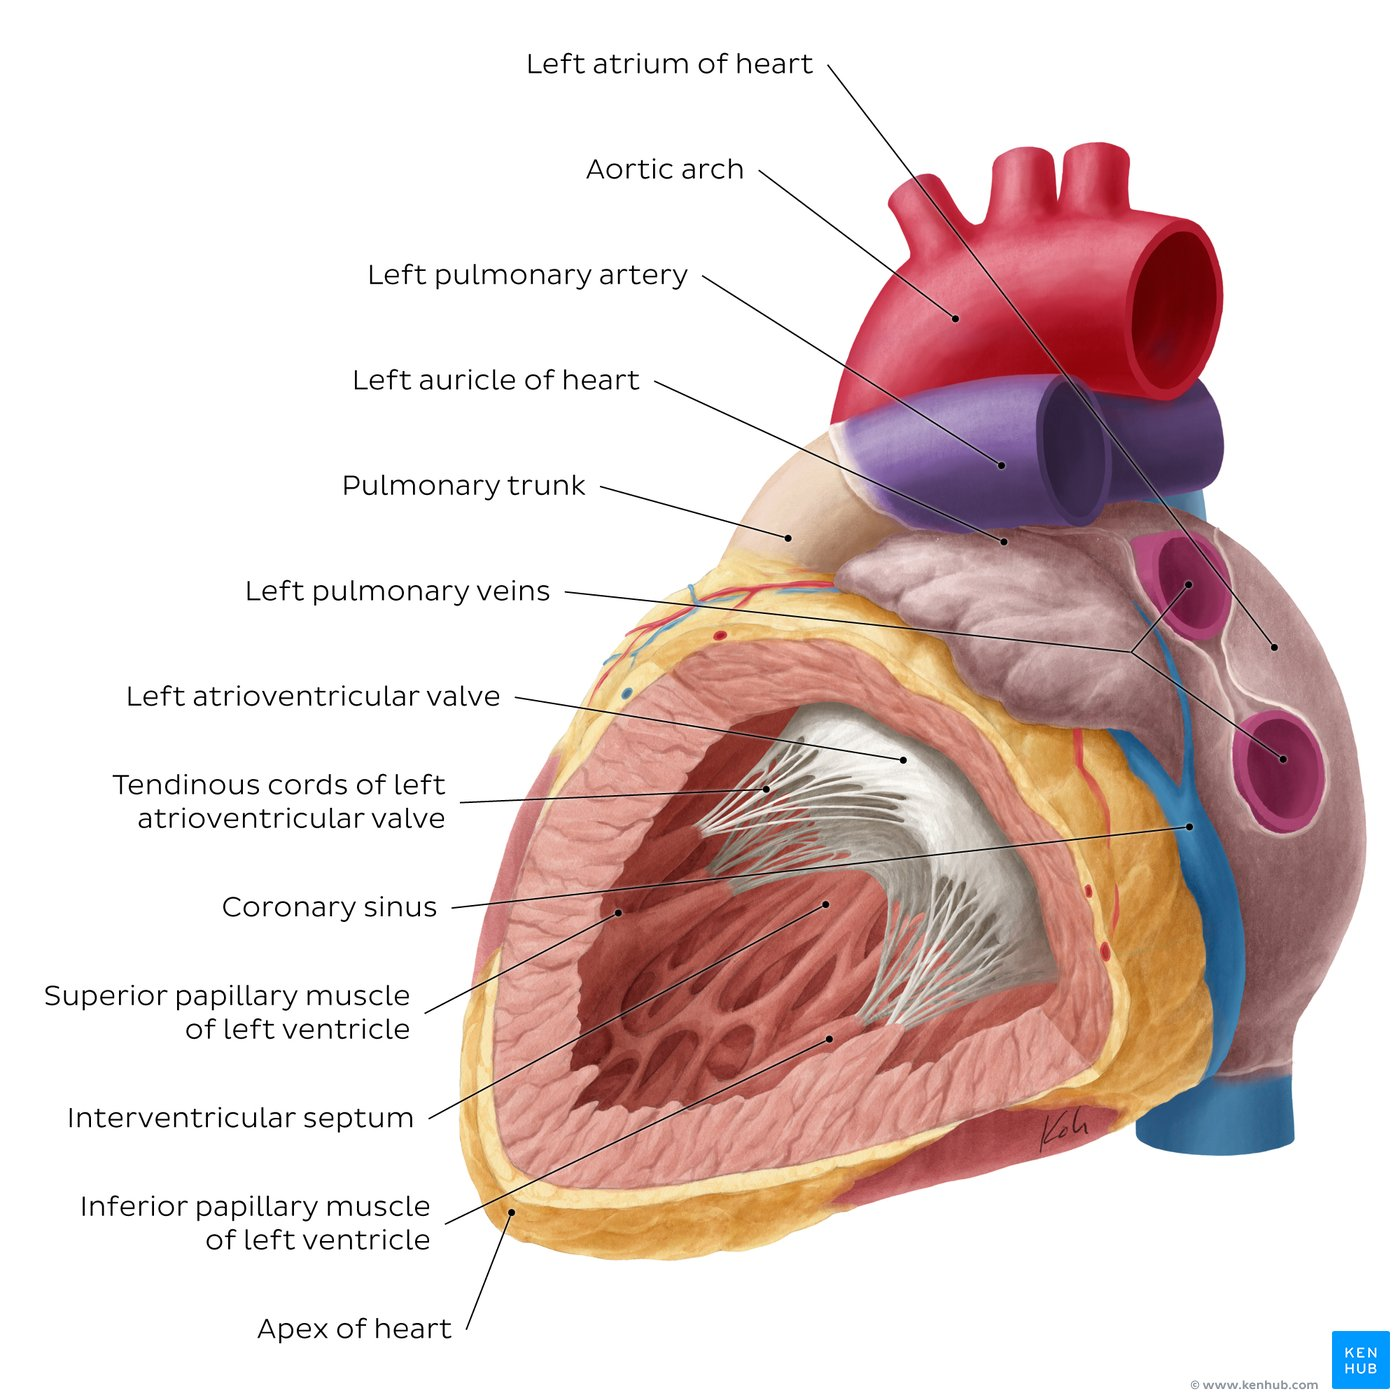 Left atrium of heart
Aortic arch
Left pulmonary artery
Left auricle of heart
Pulmonary trunk
Left pulmonary veins
Left atrioventricular valve
Tendinous cords of left
atrioventricular valve
Coronary sinus
Superior papillary muscle
of left ventricle
Interventricular septum
Inferior papillary muscle
of left ventricle
Apex of heart
Koh
KEN
HUB
© www.kenhub.com